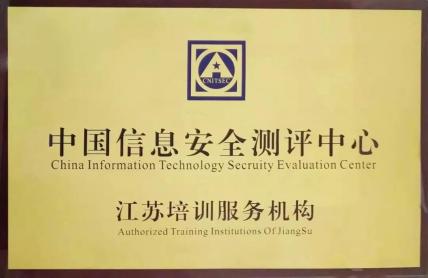 CNITSEC
中国信息安全测评中心
China Information Technology Secruity Evaluation Center
江苏培训服务机构
Authorized Training Institutions Of JiangSu